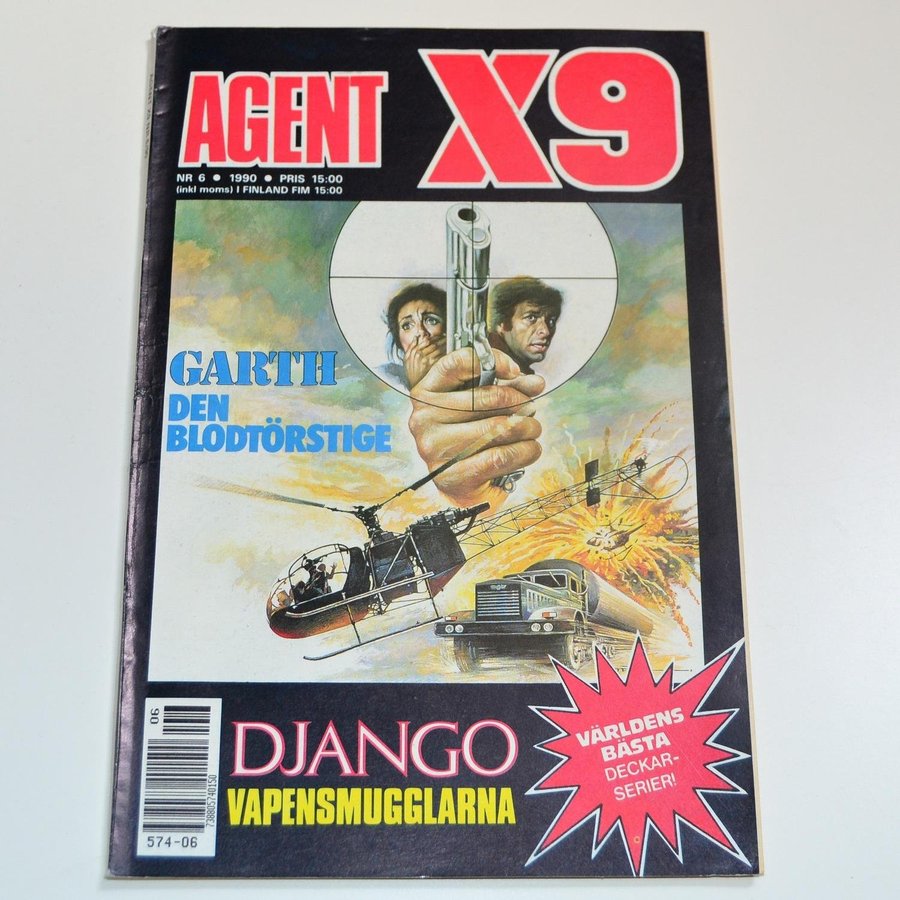 AGENT X9
NR 6 ● 1990 ● PRIS 15:00
(inkl moms) I FINLAND FIM 15:00
GARTH
DEN
BLODTÖRSTIGE
DJANGO
VAPENSMUGGLARNA
VÄRLDENS
BÄSTA
DECKAR-
SERIER!
06
574-06